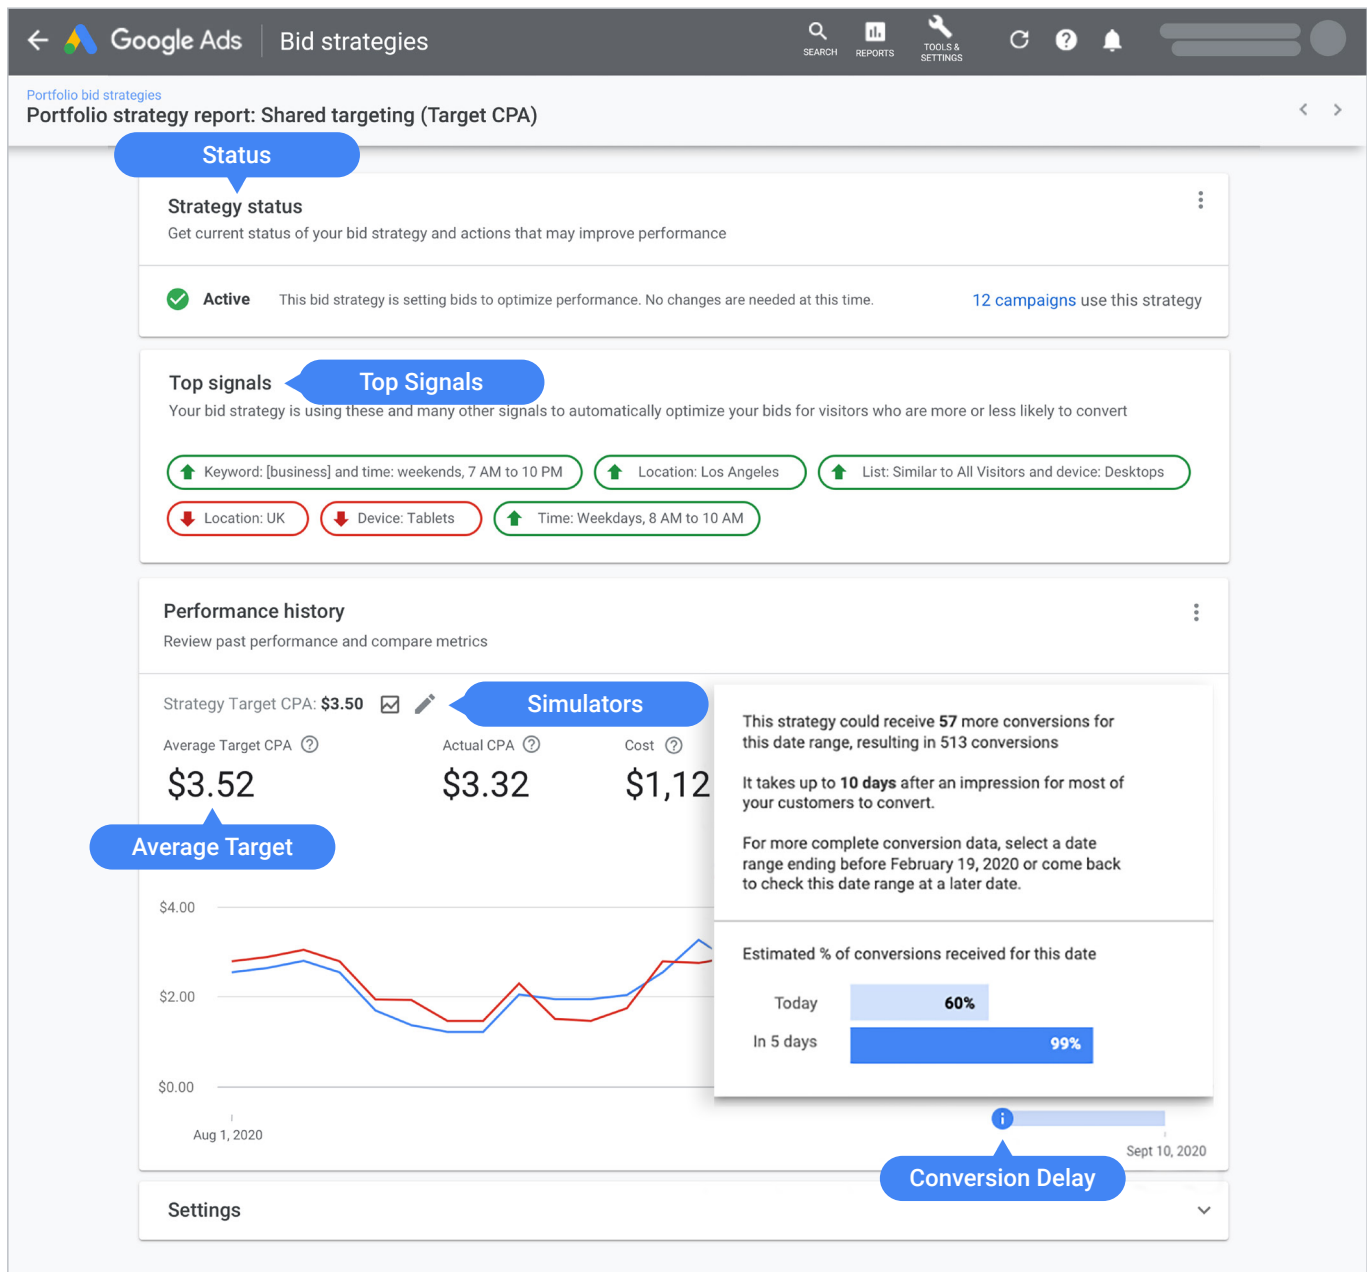 Google Ads
Bid strategies
SEARCH
REPORTS
TOOLS &
SETTINGS
Portfolio bid strategies
Portfolio strategy report: Shared targeting (Target CPA)
Status
Strategy status
Get current status of your bid strategy and actions that may improve performance
Active
This bid strategy is setting bids to optimize performance. No changes are needed at this time.
12 campaigns use this strategy
Top signals
Top Signals
Your bid strategy is using these and many other signals to automatically optimize your bids for visitors who are more or less likely to convert
Keyword: [business] and time: weekends, 7 AM to 10 PM
Location: Los Angeles
List: Similar to All Visitors and device: Desktops
Location: UK
Device: Tablets
Time: Weekdays, 8 AM to 10 AM
Performance history
Review past performance and compare metrics
Strategy Target CPA: $3.50
Simulators
Average Target CPA
Actual CPA
Cost
$3.52
$3.32
$1,12
Average Target
This strategy could receive 57 more conversions for
this date range, resulting in 513 conversions
It takes up to 10 days after an impression for most of
your customers to convert.
For more complete conversion data, select a date
range ending before February 19, 2020 or come back
to check this date range at a later date.
Estimated % of conversions received for this date
Today
60%
In 5 days
99%
$4.00
$2.00
$0.00
Aug 1, 2020
Sept 10, 2020
Conversion Delay
Settings